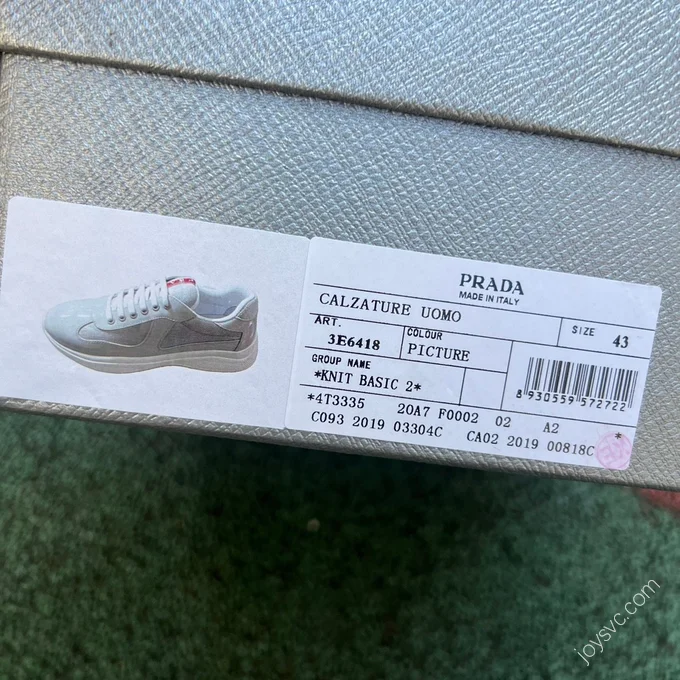 PRADA
MADE IN ITALY
CALZATURE UOMO
SIZE 43
ART. 3E6418
COLOUR PICTURE
GROUP NAME
*KNIT BASIC 2*
8 930559 572722
*4T3335 20A7 F0002 02 A2
C093 2019 03304C CA02 2019 00818C
*
joysvc.com